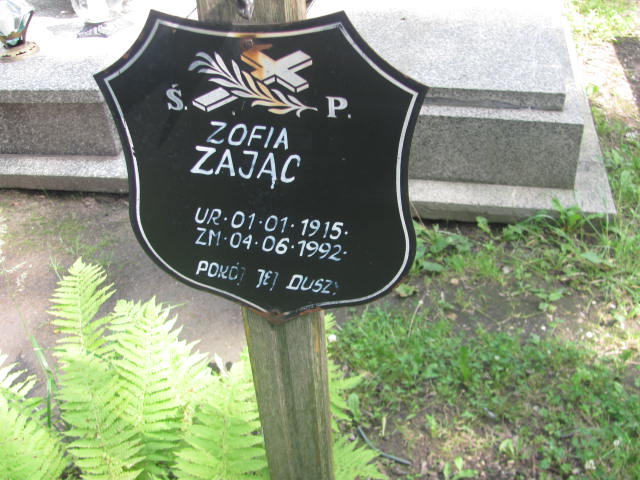 Ś. P.
ZOFIA
ZAJĄC
UR·01·01·1915·
ZM·04·06·1992·
POKÓJ JEJ DUSZY